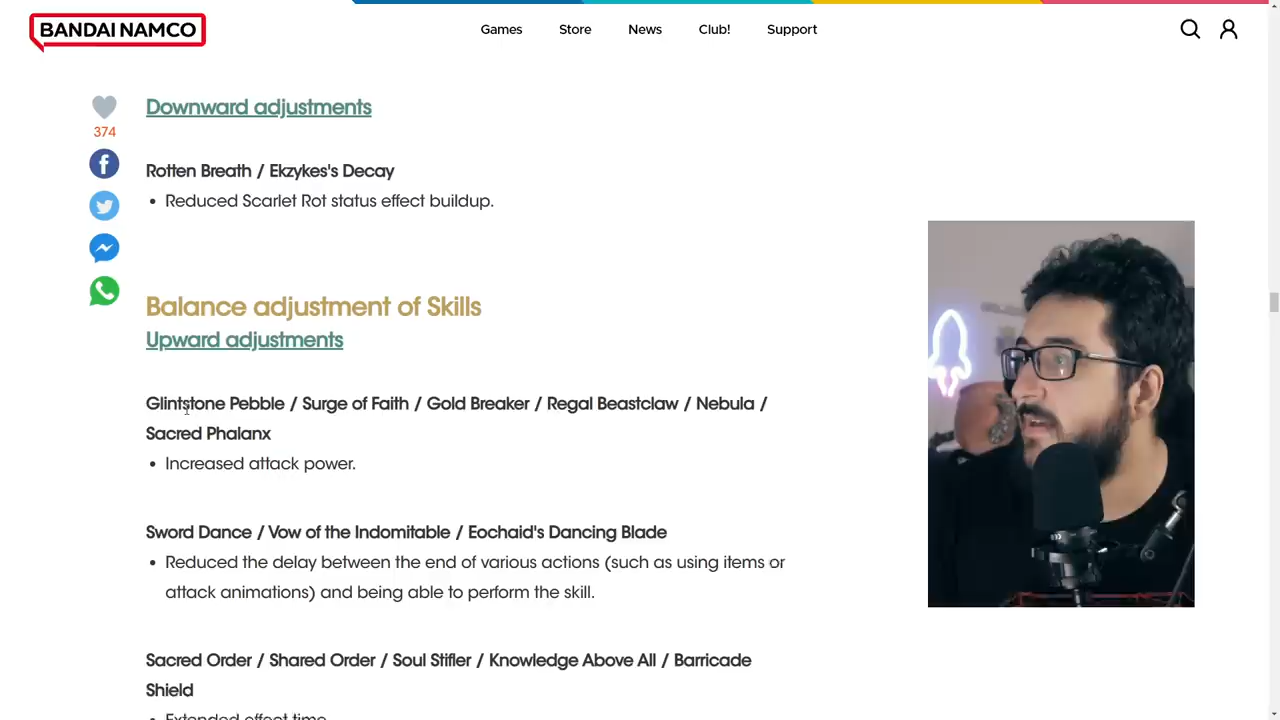 BANDAI NAMCO
Games
Store
News
Club!
Support
Downward adjustments
374
Rotten Breath / Ekzykes's Decay
• Reduced Scarlet Rot status effect buildup.
Balance adjustment of Skills
Upward adjustments
Glintstone Pebble / Surge of Faith / Gold Breaker / Regal Beastclaw / Nebula /
Sacred Phalanx
• Increased attack power.
Sword Dance / Vow of the Indomitable / Eochaid's Dancing Blade
• Reduced the delay between the end of various actions (such as using items or
attack animations) and being able to perform the skill.
Sacred Order / Shared Order / Soul Stifler / Knowledge Above All / Barricade
Shield
• Extended effect time.